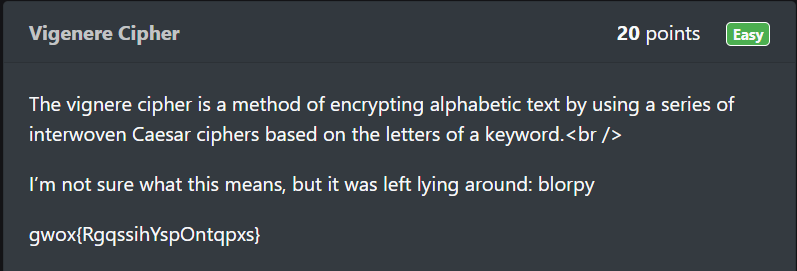 Vigenere Cipher 20 points Easy
The vignere cipher is a method of encrypting alphabetic text by using a series of
interwoven Caesar ciphers based on the letters of a keyword.<br />
I’m not sure what this means, but it was left lying around: blorpy
gwox{RgqssihYspOntqpxs}